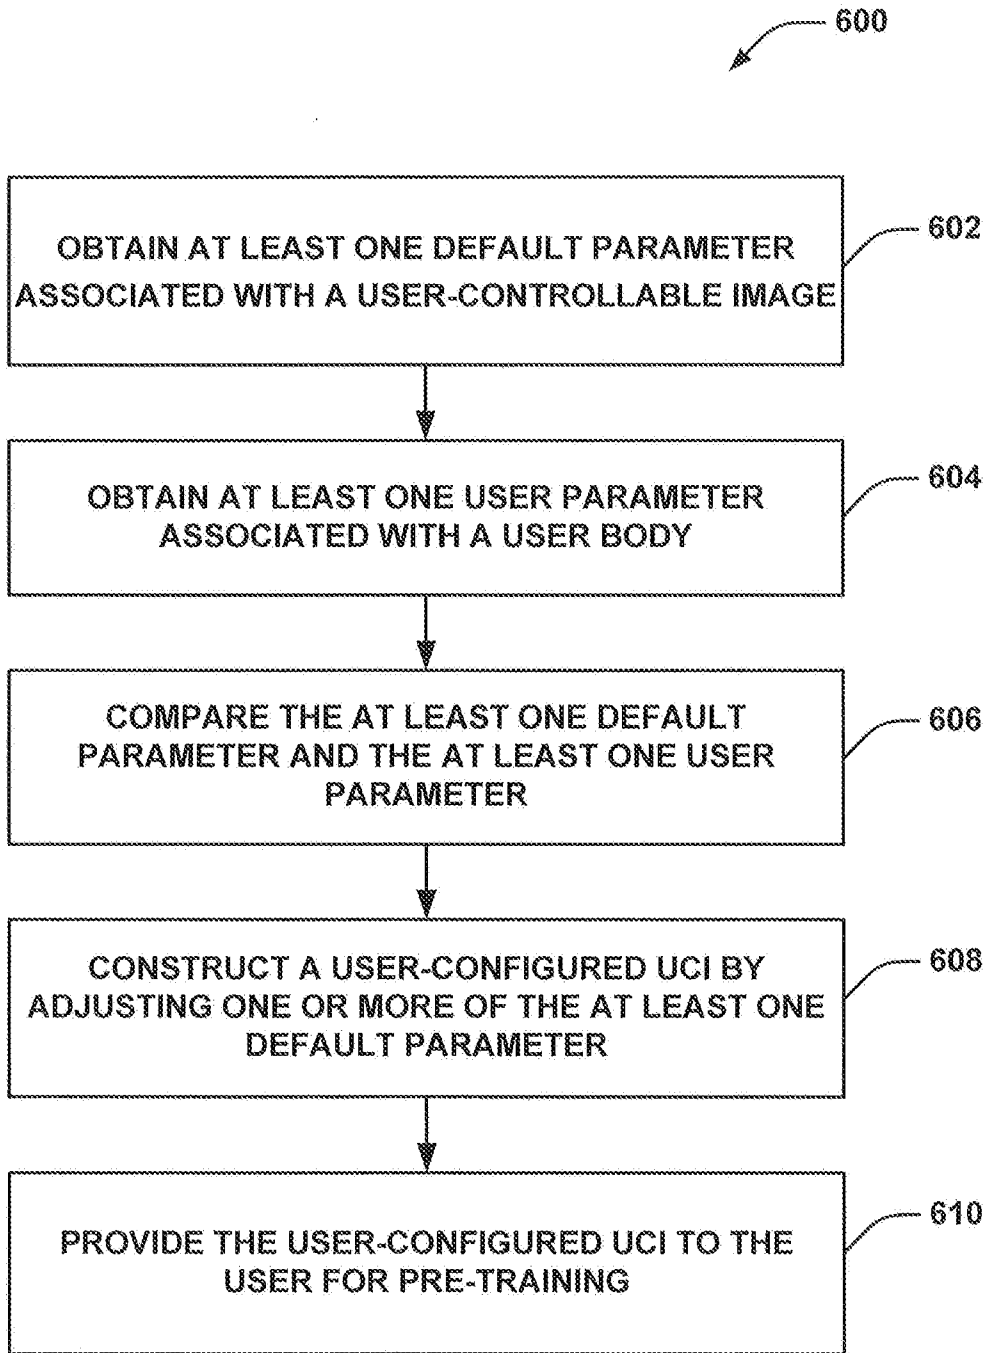 600
OBTAIN AT LEAST ONE DEFAULT PARAMETER
ASSOCIATED WITH A USER-CONTROLLABLE IMAGE
602
OBTAIN AT LEAST ONE USER PARAMETER
ASSOCIATED WITH A USER BODY
604
COMPARE THE AT LEAST ONE DEFAULT
PARAMETER AND THE AT LEAST ONE USER
PARAMETER
606
CONSTRUCT A USER-CONFIGURED UCI BY
ADJUSTING ONE OR MORE OF THE AT LEAST ONE
DEFAULT PARAMETER
608
PROVIDE THE USER-CONFIGURED UCI TO THE
USER FOR PRE-TRAINING
610